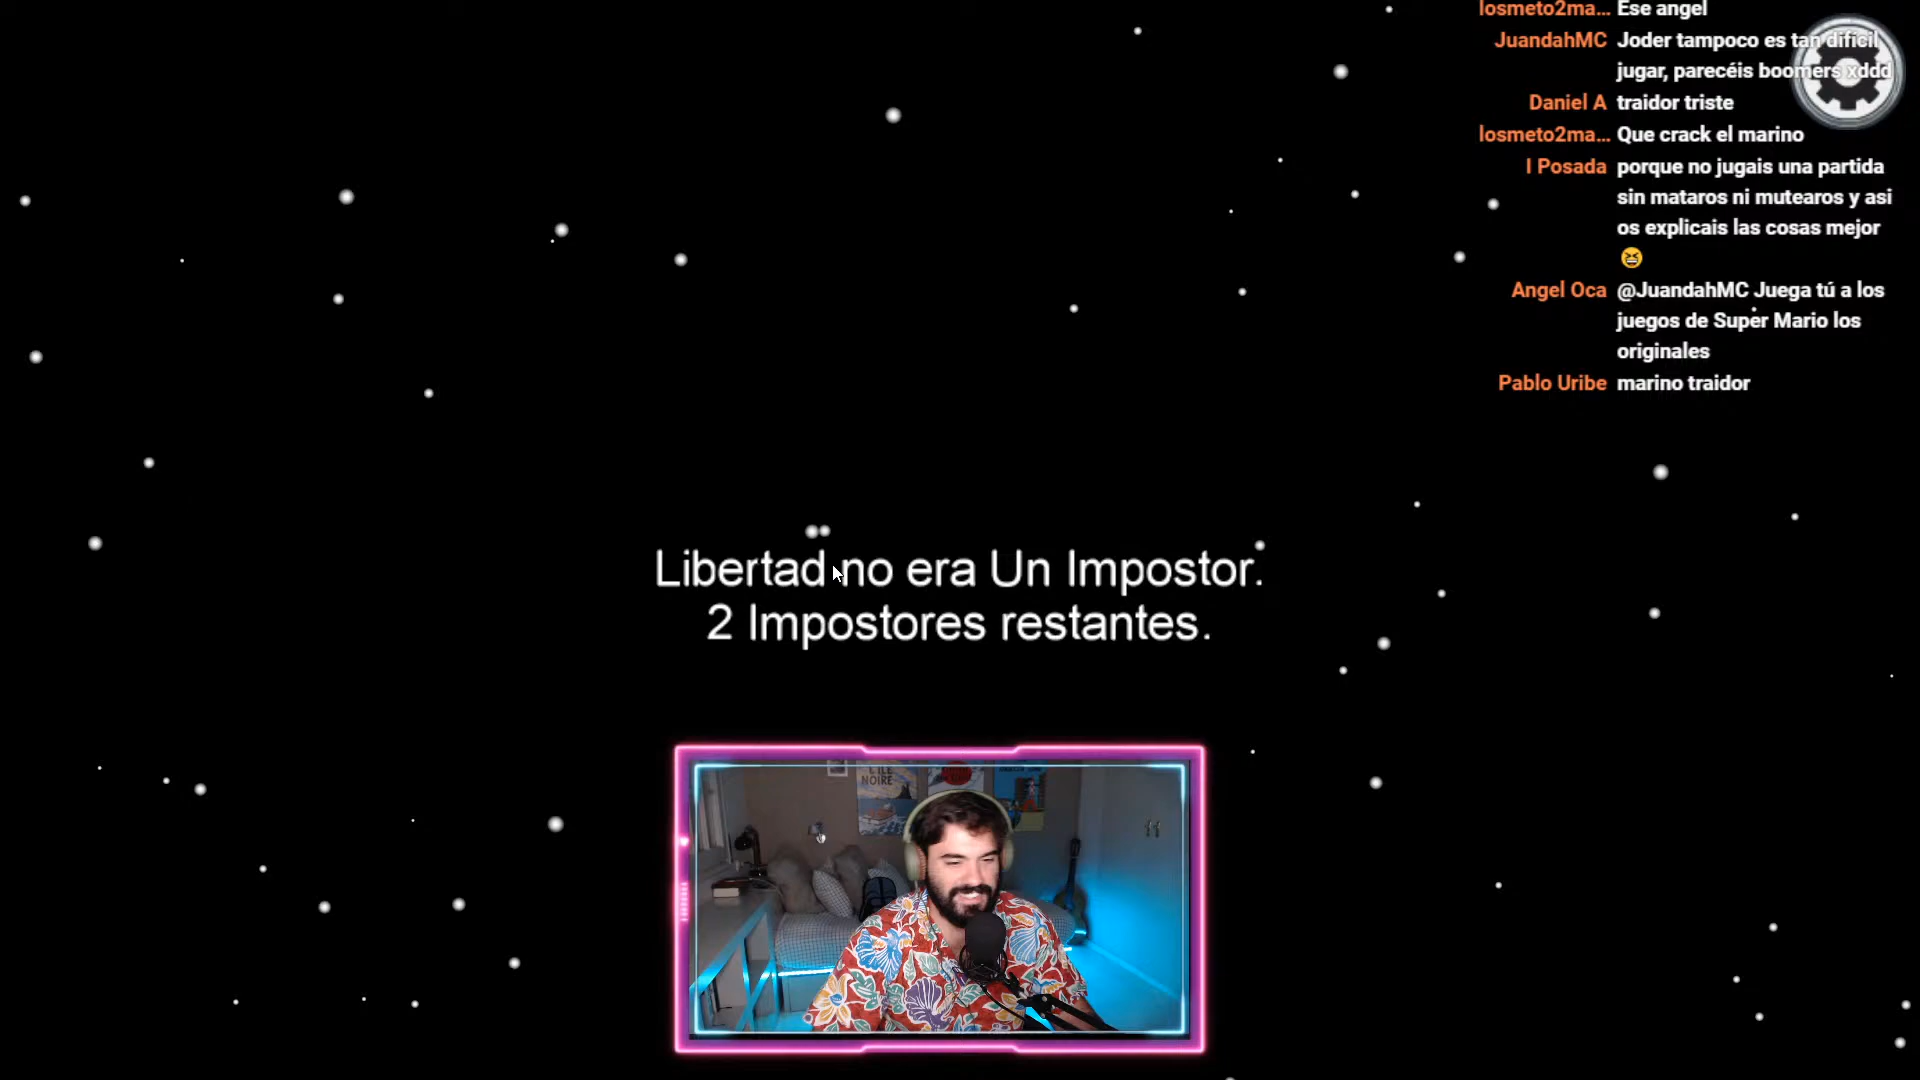 losmeto2ma... Ese angel
JuandahMC Joder tampoco es tan dificil
jugar, parecéis boomers xddd
Daniel A traidor triste
losmeto2ma... Que crack el marino
I Posada porque no jugais una partida
sin mataros ni mutearos y asi
os explicais las cosas mejor
😆
Angel Oca @JuandahMC Juega tú a los
juegos de Super Mario los
originales
Pablo Uribe marino traidor
Libertad no era Un Impostor.
2 Impostores restantes.
L'ILE
NOIRE